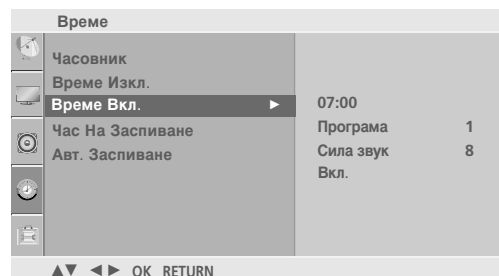 Време
Часовник
Време Изкл.
Време Вкл. ►
Час На Заспиване
Авт. Заспиване
07:00
Програма 1
Сила звук 8
Вкл.
▲▼ ◄► OK RETURN